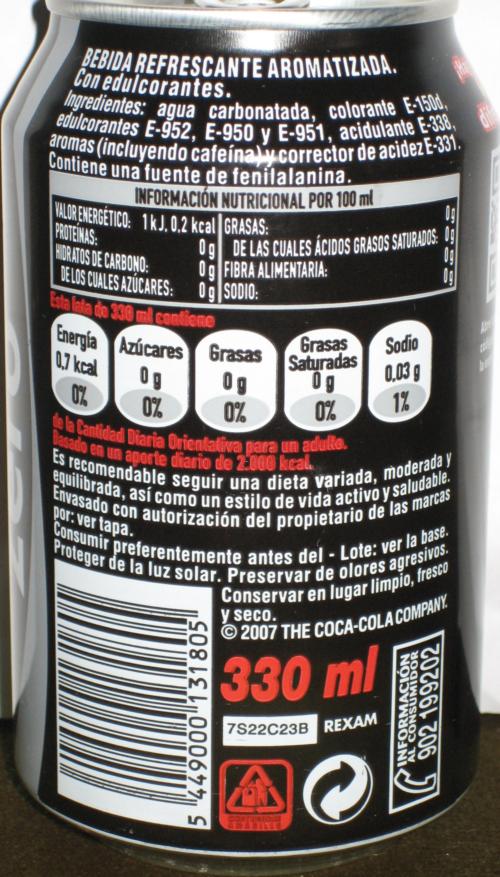 BEBIDA REFRESCANTE AROMATIZADA.
Con edulcorantes.
Ingredientes: agua carbonatada, colorante E-150d,
edulcorantes E-952, E-950 y E-951, acidulante E-338,
aromas (incluyendo cafeína) y corrector de acidez E-331.
Contiene una fuente de fenilalanina.
INFORMACIÓN NUTRICIONAL POR 100 ml
VALOR ENERGÉTICO: 1 kJ, 0,2 kcal
PROTEÍNAS: 0 g
HIDRATOS DE CARBONO: 0 g
DE LOS CUALES AZÚCARES: 0 g
GRASAS: 0 g
DE LAS CUALES ÁCIDOS GRASOS SATURADOS: 0 g
FIBRA ALIMENTARIA: 0 g
SODIO: 0 g
Esta lata de 330 ml contiene
Energía
0,7 kcal
0%
Azúcares
0 g
0%
Grasas
0 g
0%
Grasas
Saturadas
0 g
0%
Sodio
0,03 g
1%
de la Cantidad Diaria Orientativa para un adulto.
Basado en un aporte diario de 2.000 kcal.
Es recomendable seguir una dieta variada, moderada y
equilibrada, así como un estilo de vida activo y saludable.
Envasado con autorización del propietario de las marcas
por: ver tapa.
Consumir preferentemente antes del - Lote: ver la base.
Proteger de la luz solar. Preservar de olores agresivos.
Conservar en lugar limpio, fresco
y seco.
© 2007 THE COCA-COLA COMPANY.
330 ml
7S22C23B
REXAM
INFORMACIÓN
AL CONSUMIDOR
902 199202
5 449000 131805
zero